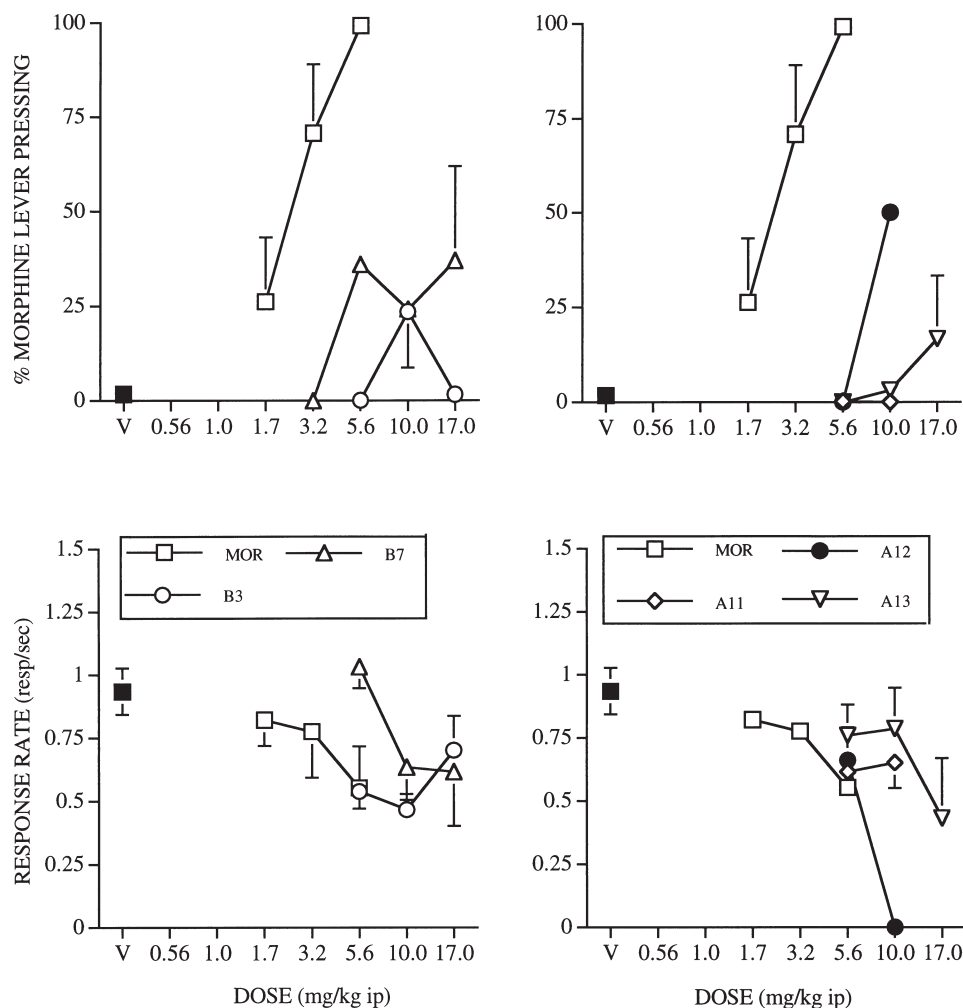 % MORPHINE LEVER PRESSING
100
75
50
25
0
V 0.56 1.0 1.7 3.2 5.6 10.0 17.0
100
75
50
25
0
V 0.56 1.0 1.7 3.2 5.6 10.0 17.0
RESPONSE RATE (resp/sec)
1.5
1.25
1
0.75
0.5
0.25
0
MOR B7
B3
V 0.56 1.0 1.7 3.2 5.6 10.0 17.0
DOSE (mg/kg ip)
1.5
1.25
1
0.75
0.5
0.25
0
MOR A12
A11 A13
V 0.56 1.0 1.7 3.2 5.6 10.0 17.0
DOSE (mg/kg ip)